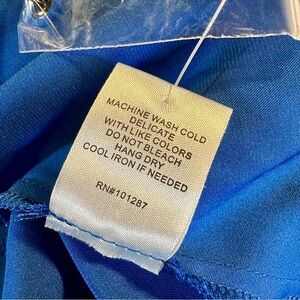 MACHINE WASH COLD
DELICATE
WITH LIKE COLORS
DO NOT BLEACH
HANG DRY
COOL IRON IF NEEDED
RN#101287